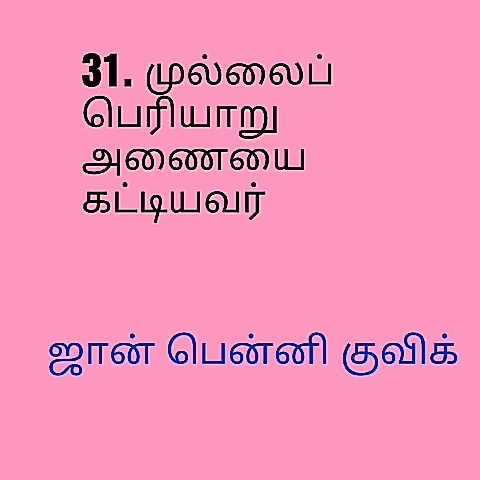 31. முல்லைப்
பெரியாறு
அணையை
கட்டியவர்
ஜான் பென்னி குவிக்